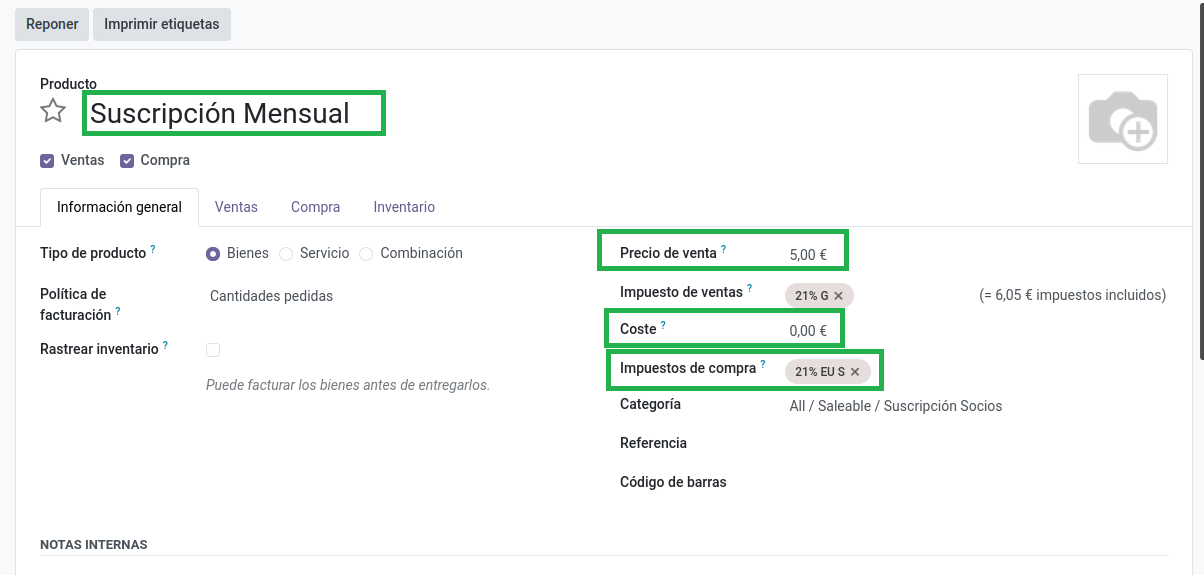 Reponer Imprimir etiquetas
Producto
Suscripción Mensual
Ventas Compra
Información general Ventas Compra Inventario
Tipo de producto ? Bienes Servicio Combinación
Política de
facturación ? Cantidades pedidas
Rastrear inventario ?
Puede facturar los bienes antes de entregarlos.
Precio de venta ? 5,00 €
Impuesto de ventas ? 21% G × (= 6,05 € impuestos incluidos)
Coste ? 0,00 €
Impuestos de compra ? 21% EU S ×
Categoría All / Saleable / Suscripción Socios
Referencia
Código de barras
NOTAS INTERNAS